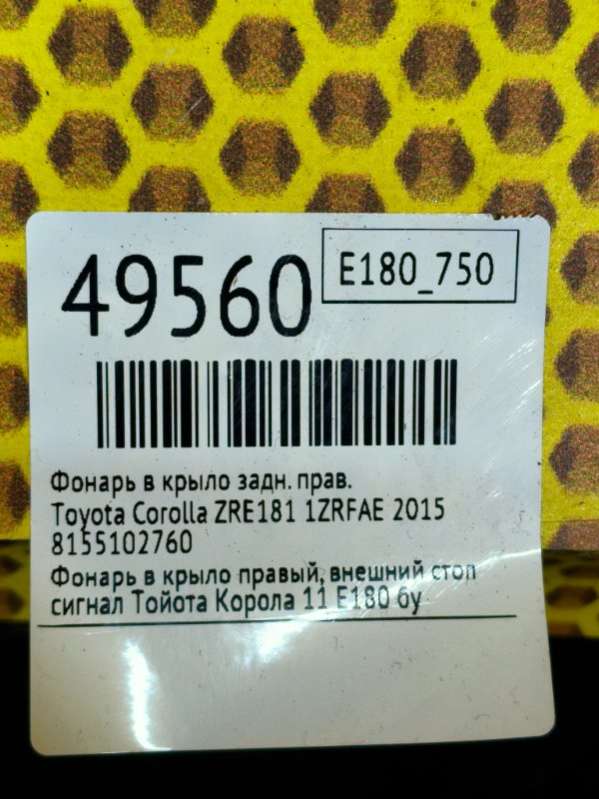 49560
E180_750
Фонарь в крыло задн. прав.
Toyota Corolla ZRE181 1ZRFAE 2015
8155102760
Фонарь в крыло правый, внешний стоп
сигнал Тойота Корола 11 Е180 бу